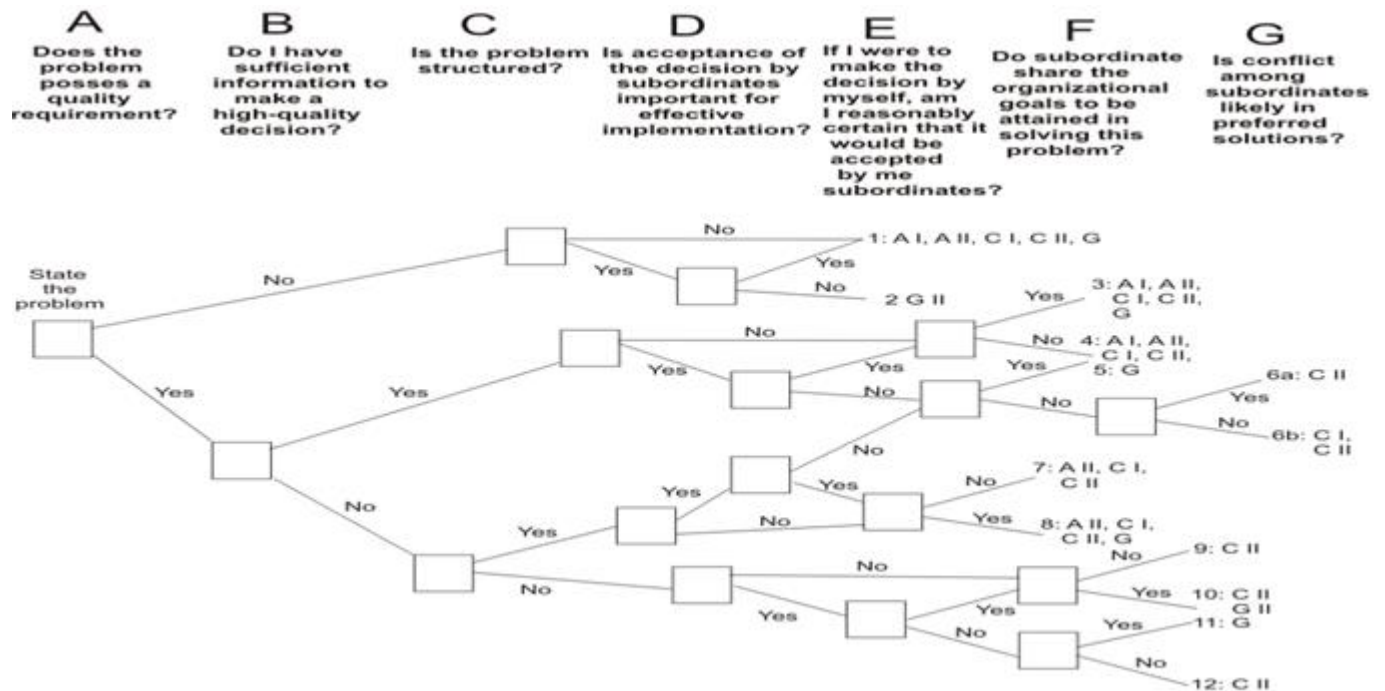 A
Does the
problem
posses a
quality
requirement?
B
Do I have
sufficient
information to
make a
high-quality
decision?
C
Is the problem
structured?
D
Is acceptance of
the decision by
subordinates
important for
effective
implementation?
E
If I were to
make the
decision by
myself, am
I reasonably
certain that it
would be
accepted
by me
subordinates?
F
Do subordinate
share the
organizational
goals to be
attained in
solving this
problem?
G
Is conflict
among
subordinates
likely in
preferred
solutions?
State
the
problem
No
Yes
No
Yes
Yes
No
1: A I, A II, C I, C II, G
2 G II
Yes
No
No
Yes
Yes
No
Yes
No
3: A I, A II,
C I, C II,
G
4: A I, A II,
C I, C II,
Yes
5: G
No
6a: C II
Yes
No
6b: C I,
C II
No
Yes
No
Yes
No
Yes
No
Yes
7: A II, C I,
C II
8: A II, C I,
C II, G
No
No
Yes
Yes
No
No
9: C II
Yes
10: C II
G II
Yes
11: G
No
12: C II